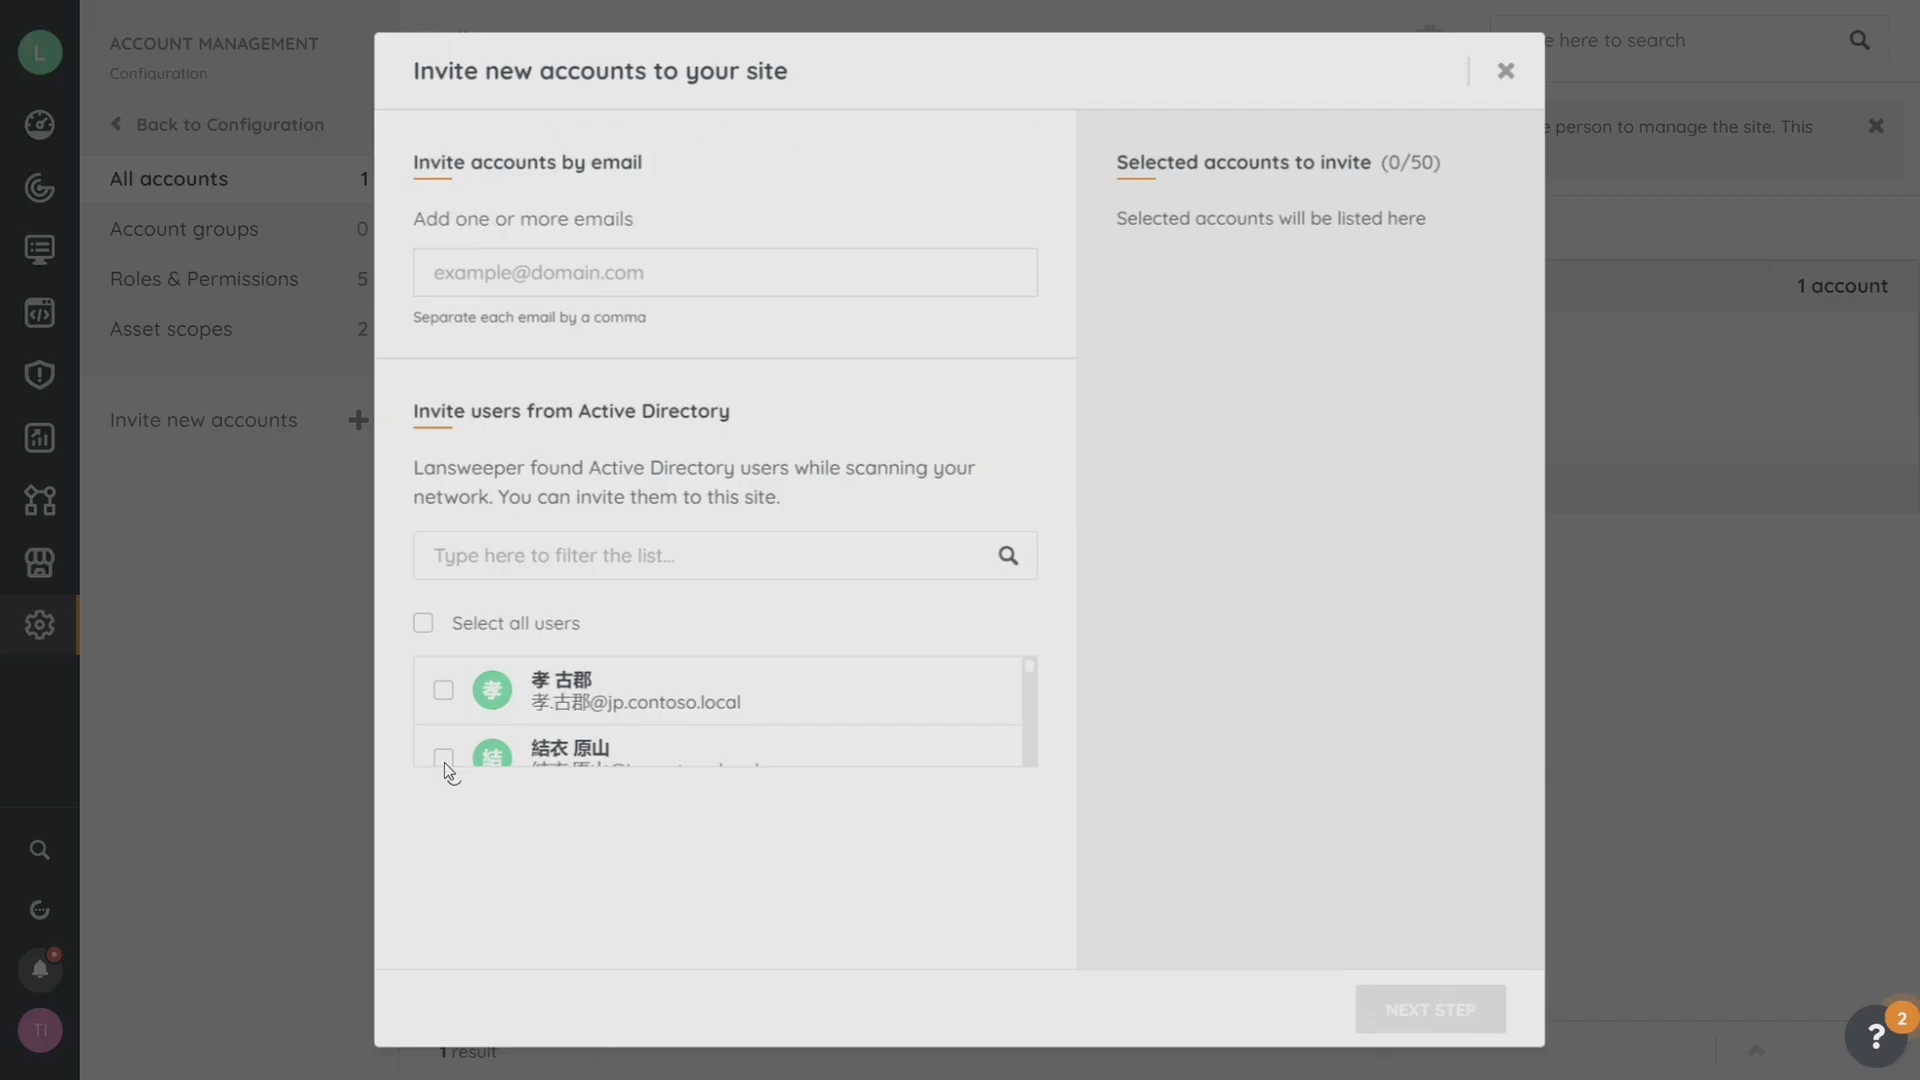 L
ACCOUNT MANAGEMENT
Configuration
Back to Configuration
All accounts 1
Account groups 0
Roles & Permissions 5
Asset scopes 2
Invite new accounts
TI
Invite new accounts to your site
Invite accounts by email
Add one or more emails
example@domain.com
Separate each email by a comma
Invite users from Active Directory
Lansweeper found Active Directory users while scanning your
network. You can invite them to this site.
Type here to filter the list...
Select all users
孝
孝 古郡
孝.古郡@jp.contoso.local
結
結衣 原山
Selected accounts to invite (0/50)
Selected accounts will be listed here
NEXT STEP
here to search
person to manage the site. This
1 account
1 result
2
?